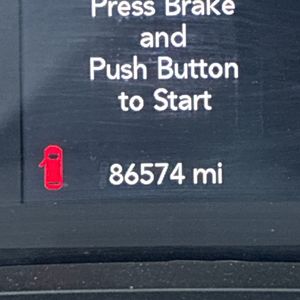 Press Brake
and
Push Button
to Start
86574 mi